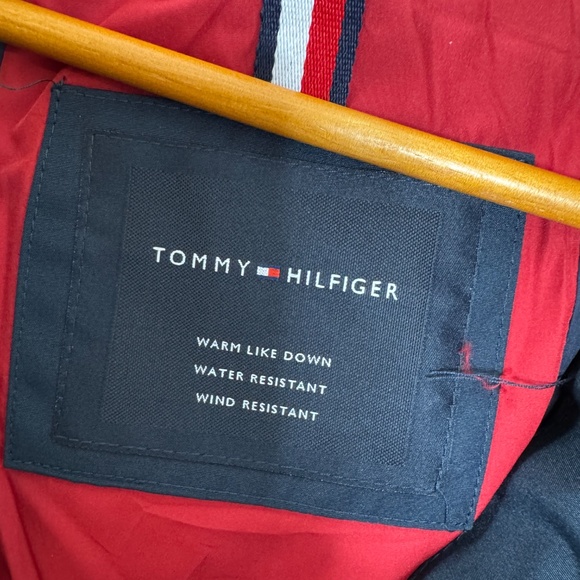 TOMMY HILFIGER
WARM LIKE DOWN
WATER RESISTANT
WIND RESISTANT